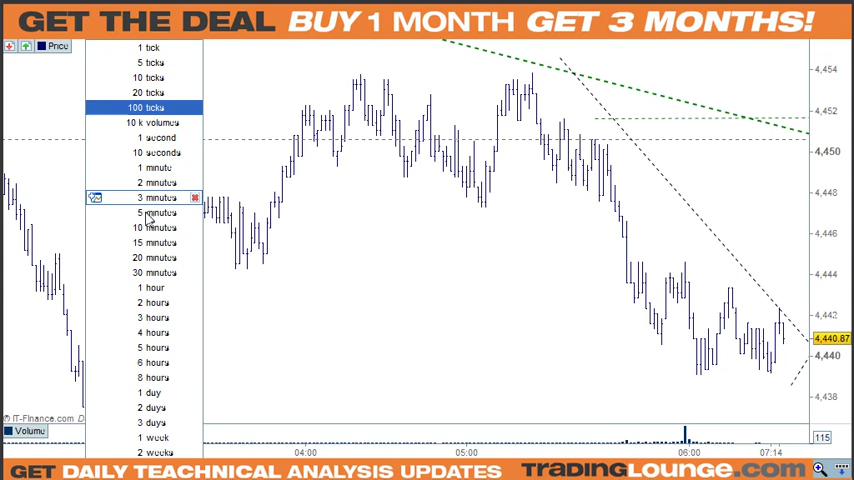 GET THE DEAL BUY 1 MONTH GET 3 MONTHS!
Price
1 tick
5 ticks
10 ticks
20 ticks
100 ticks
10 k volumes
1 second
10 seconds
1 minute
2 minutes
3 minutes
5 minutes
10 minutes
15 minutes
20 minutes
30 minutes
1 hour
2 hours
3 hours
4 hours
5 hours
6 hours
8 hours
1 day
2 days
3 days
1 week
2 weeks
4,454
4,452
4,450
4,448
4,446
4,444
4,442
4,440.87
4,440
4,438
© IT-Finance.com
Volume
115
04:00 05:00 06:00 07:14
GET DAILY TEACHNICAL ANALYSIS UPDATES TRADINGLOUNGE.com